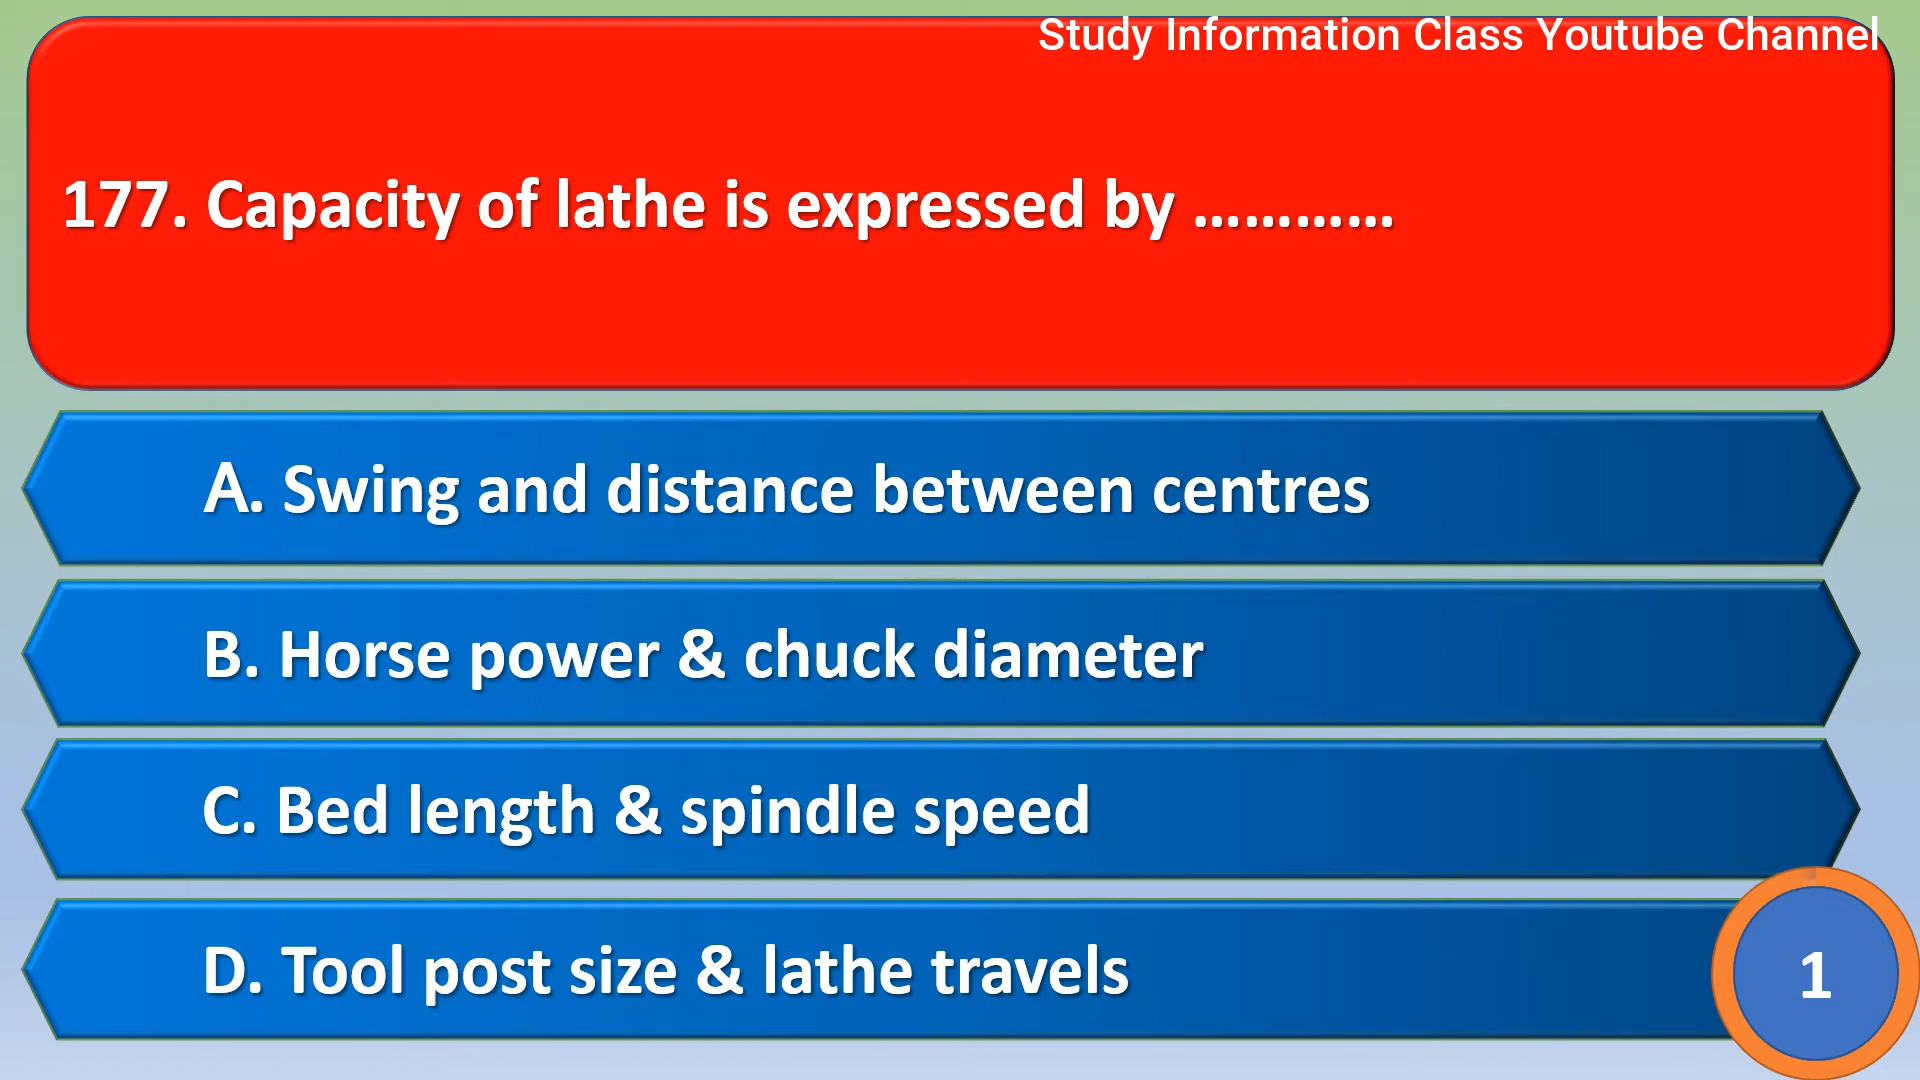 Study Information Class Youtube Channel
177. Capacity of lathe is expressed by ............
A. Swing and distance between centres
B. Horse power & chuck diameter
C. Bed length & spindle speed
D. Tool post size & lathe travels
1